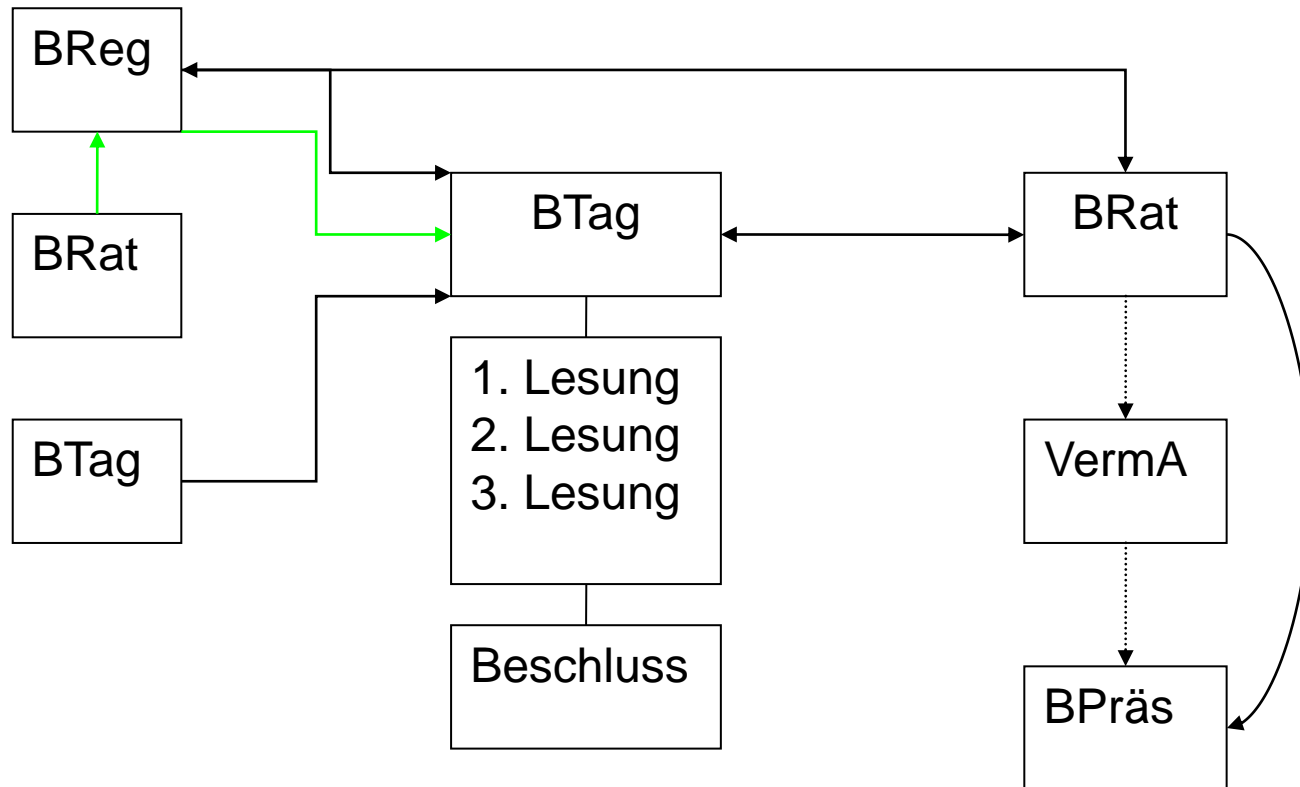 BReg
BRat
BTag
BTag
1. Lesung
2. Lesung
3. Lesung
Beschluss
BRat
VermA
BPräs